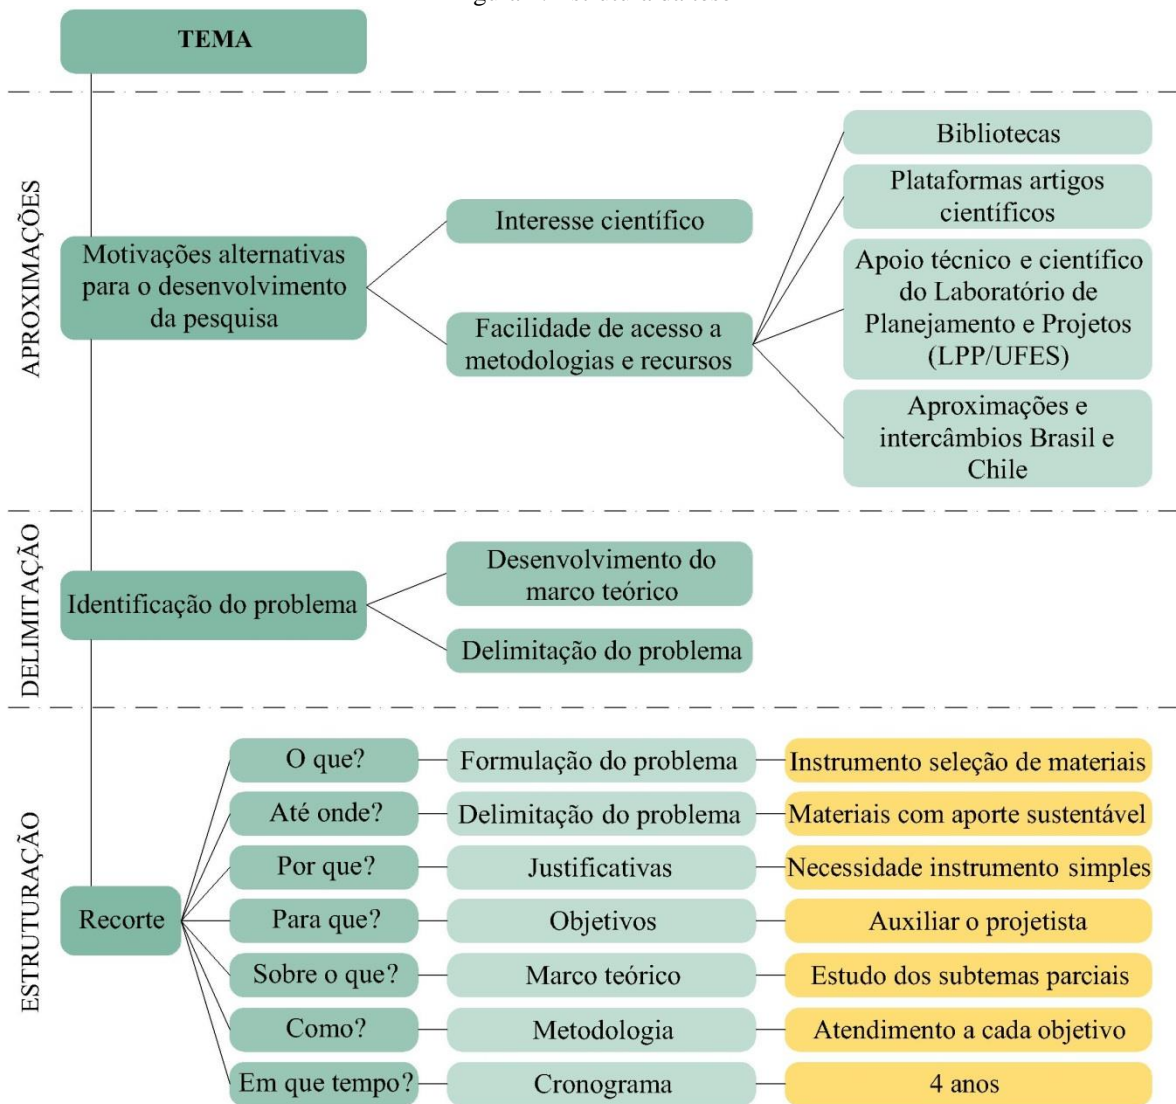 TEMA
APROXIMAÇÕES
Motivações alternativas
para o desenvolvimento
da pesquisa
Interesse científico
Facilidade de acesso a
metodologias e recursos
Bibliotecas
Plataformas artigos
científicos
Apoio técnico e científico
do Laboratório de
Planejamento e Projetos
(LPP/UFES)
Aproximações e
intercâmbios Brasil e
Chile
DELIMITAÇÃO
Identificação do problema
Desenvolvimento do
marco teórico
Delimitação do problema
ESTRUTURAÇÃO
Recorte
O que?
Formulação do problema
Instrumento seleção de materiais
Até onde?
Delimitação do problema
Materiais com aporte sustentável
Por que?
Justificativas
Necessidade instrumento simples
Para que?
Objetivos
Auxiliar o projetista
Sobre o que?
Marco teórico
Estudo dos subtemas parciais
Como?
Metodologia
Atendimento a cada objetivo
Em que tempo?
Cronograma
4 anos